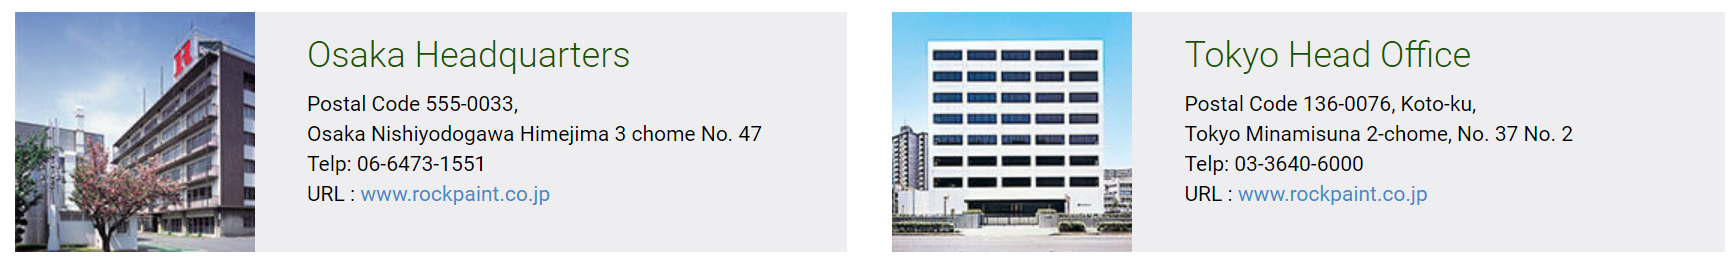 Osaka Headquarters
Postal Code 555-0033,
Osaka Nishiyodogawa Himejima 3 chome No. 47
Telp: 06-6473-1551
URL : www.rockpaint.co.jp
Tokyo Head Office
Postal Code 136-0076, Koto-ku,
Tokyo Minamisuna 2-chome, No. 37 No. 2
Telp: 03-3640-6000
URL : www.rockpaint.co.jp